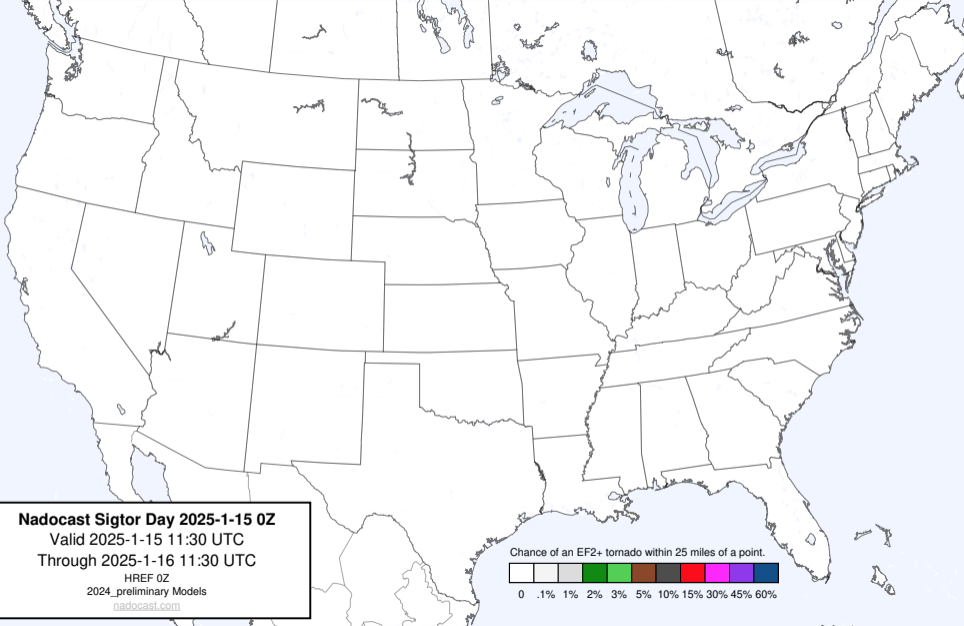 Nadocast Sigtor Day 2025-1-15 0Z
Valid 2025-1-15 11:30 UTC
Through 2025-1-16 11:30 UTC
HREF 0Z
2024_preliminary Models
nadocast.com
Chance of an EF2+ tornado within 25 miles of a point.
0 .1% 1% 2% 3% 5% 10% 15% 30% 45% 60%